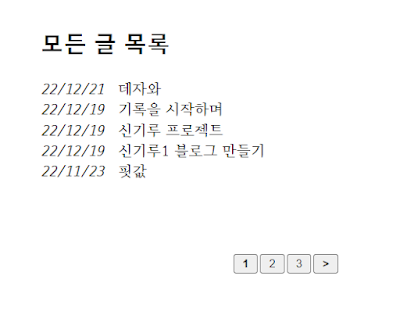 모든 글 목록
22/12/21 데자와
22/12/19 기록을 시작하며
22/12/19 신기루 프로젝트
22/12/19 신기루1 블로그 만들기
22/11/23 핏값
1 2 3 >